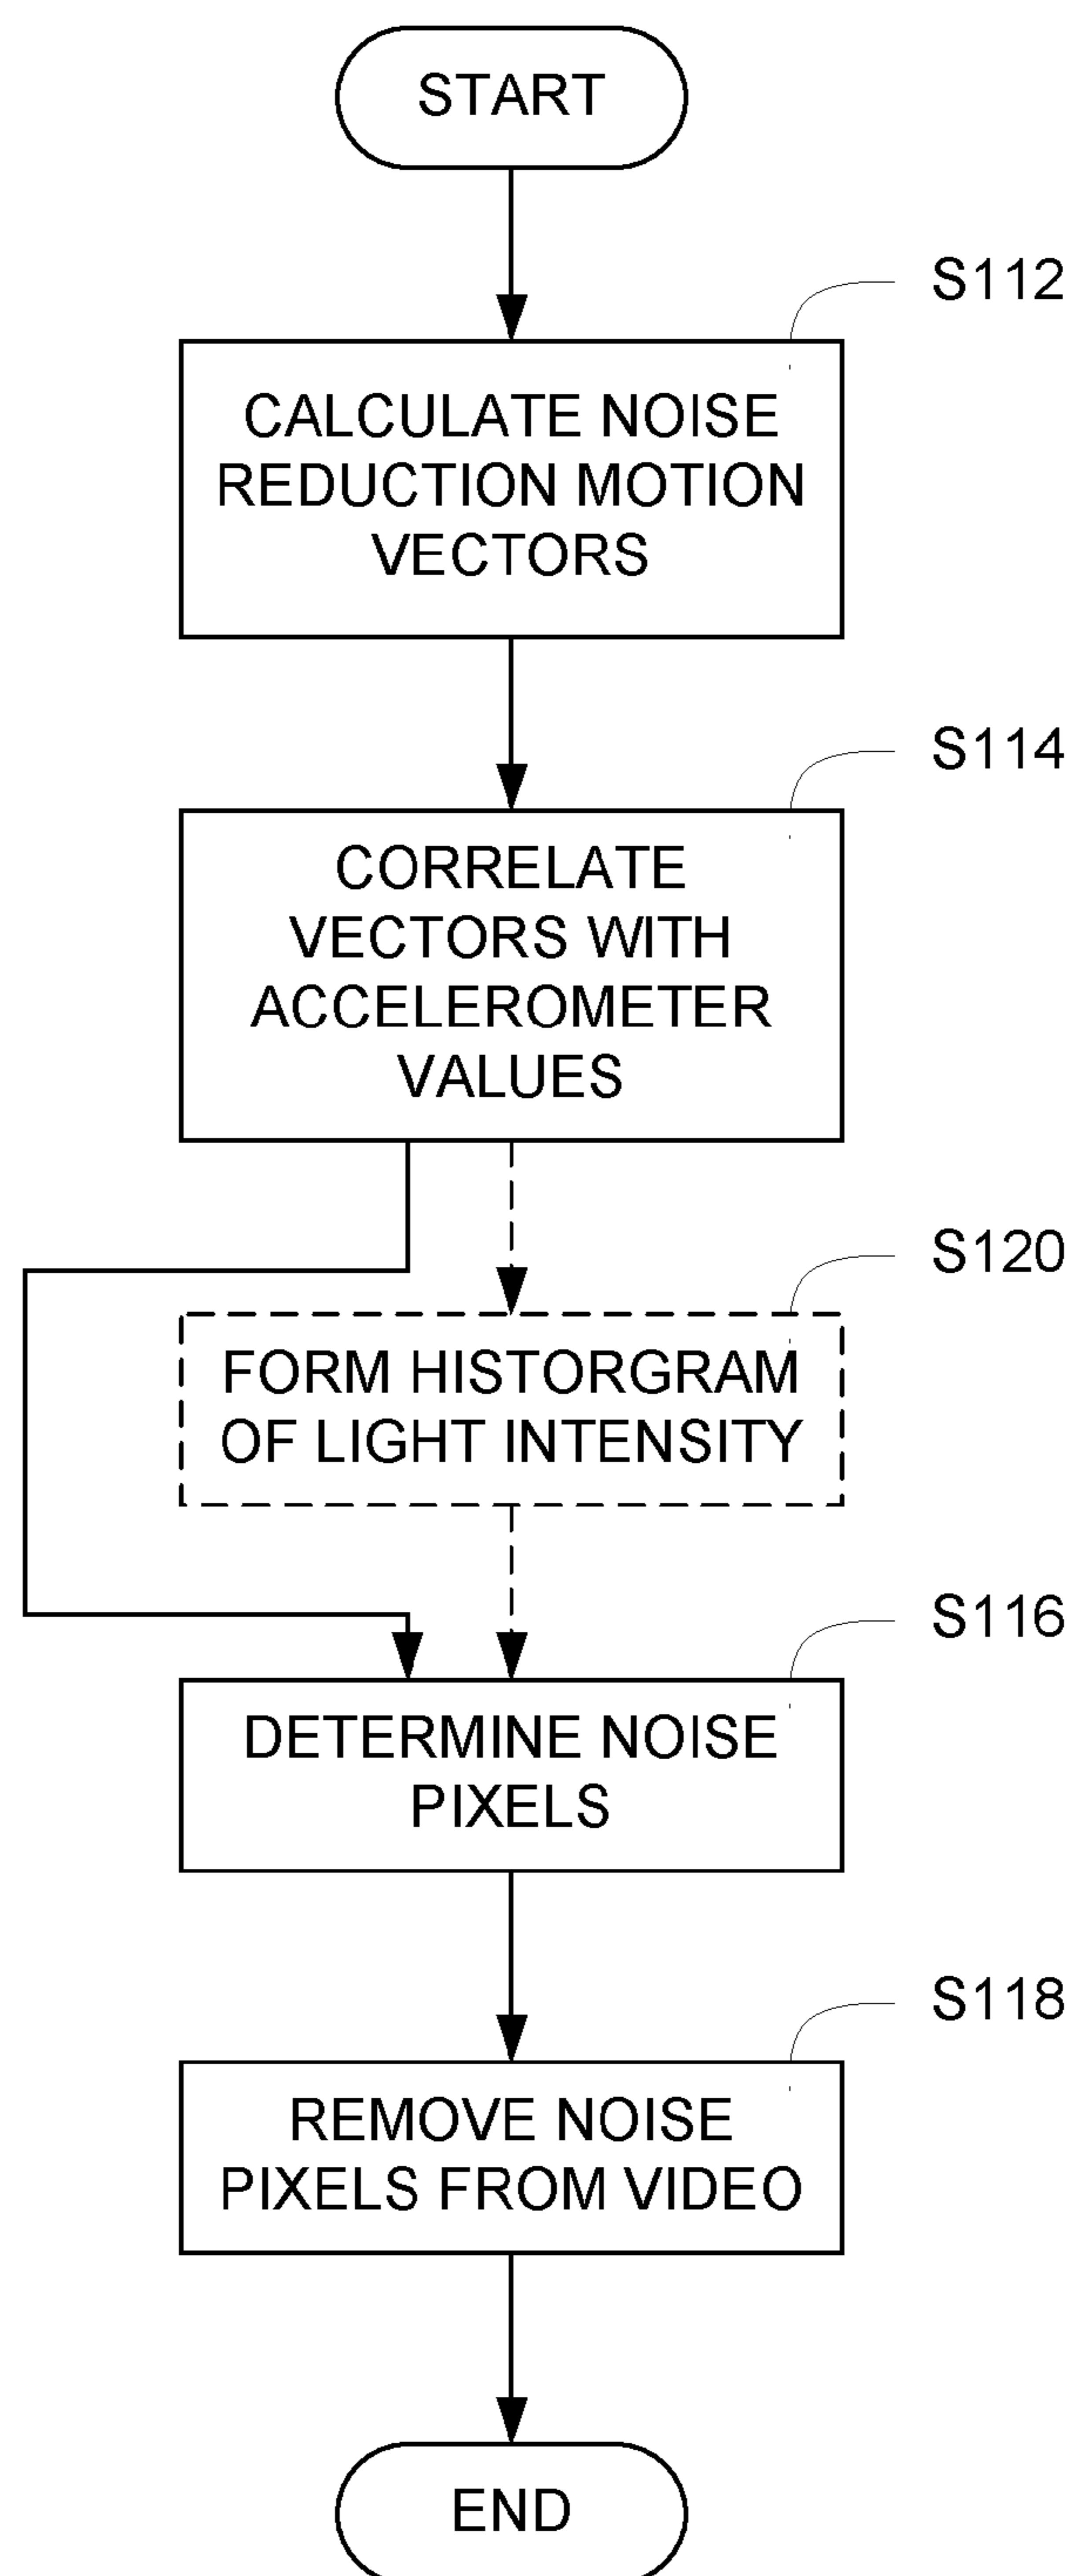 START
S112
CALCULATE NOISE
REDUCTION MOTION
VECTORS
S114
CORRELATE
VECTORS WITH
ACCELEROMETER
VALUES
S120
FORM HISTORGRAM
OF LIGHT INTENSITY
S116
DETERMINE NOISE
PIXELS
S118
REMOVE NOISE
PIXELS FROM VIDEO
END